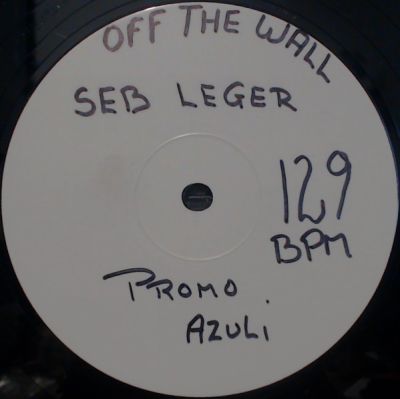 OFF THE WALL
SEB LEGER
129
BPM
PROMO.
AZULI